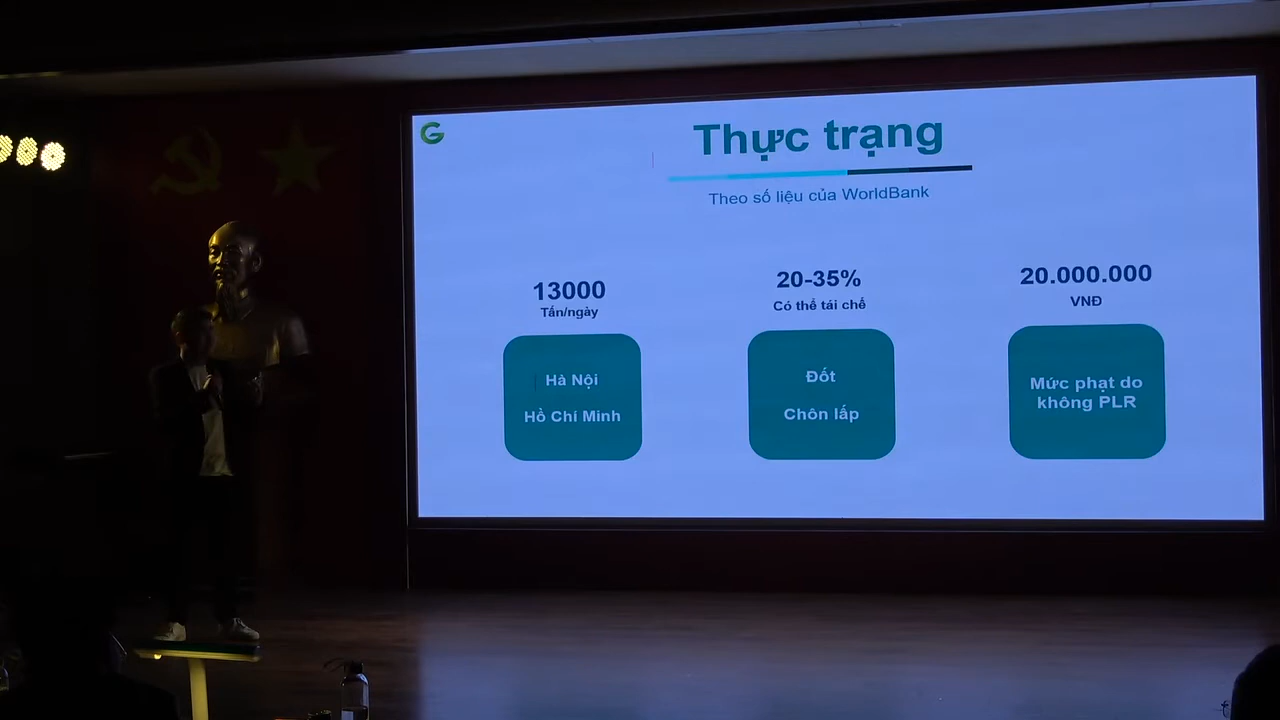 G
Thực trạng
Theo số liệu của WorldBank
13000
Tấn/ngày
Hà Nội
Hồ Chí Minh
20-35%
Có thể tái chế
Đốt
Chôn lấp
20.000.000
VNĐ
Mức phạt do
không PLR